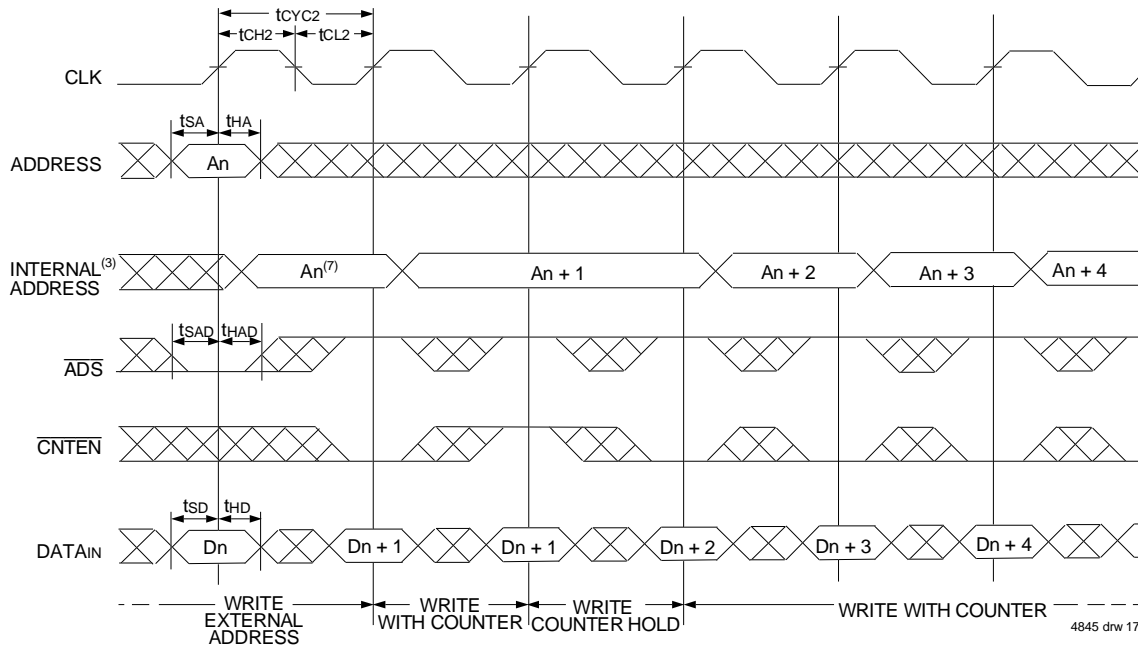 tCYC2
tCH2 tCL2
CLK
tSA tHA
ADDRESS An
INTERNAL(3) ADDRESS An(7) An + 1 An + 2 An + 3 An + 4
tSAD tHAD
ADS
CNTEN
tSD tHD
DATAIN Dn Dn + 1 Dn + 1 Dn + 2 Dn + 3 Dn + 4
WRITE EXTERNAL ADDRESS
WRITE WITH COUNTER
WRITE COUNTER HOLD
WRITE WITH COUNTER
4845 drw 17